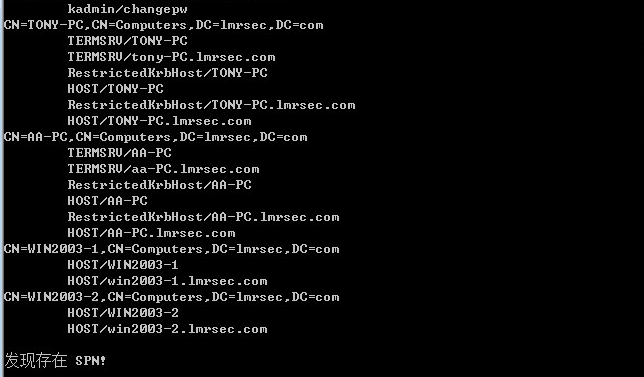 kadmin/changepw
CN=TONY-PC,CN=Computers,DC=lmrsec,DC=com
TERMSRV/TONY-PC
TERMSRV/tony-PC.lmrsec.com
RestrictedKrbHost/TONY-PC
HOST/TONY-PC
RestrictedKrbHost/TONY-PC.lmrsec.com
HOST/TONY-PC.lmrsec.com
CN=AA-PC,CN=Computers,DC=lmrsec,DC=com
TERMSRV/AA-PC
TERMSRV/aa-PC.lmrsec.com
RestrictedKrbHost/AA-PC
HOST/AA-PC
RestrictedKrbHost/AA-PC.lmrsec.com
HOST/AA-PC.lmrsec.com
CN=WIN2003-1,CN=Computers,DC=lmrsec,DC=com
HOST/WIN2003-1
HOST/win2003-1.lmrsec.com
CN=WIN2003-2,CN=Computers,DC=lmrsec,DC=com
HOST/WIN2003-2
HOST/win2003-2.lmrsec.com
发现存在 SPN!